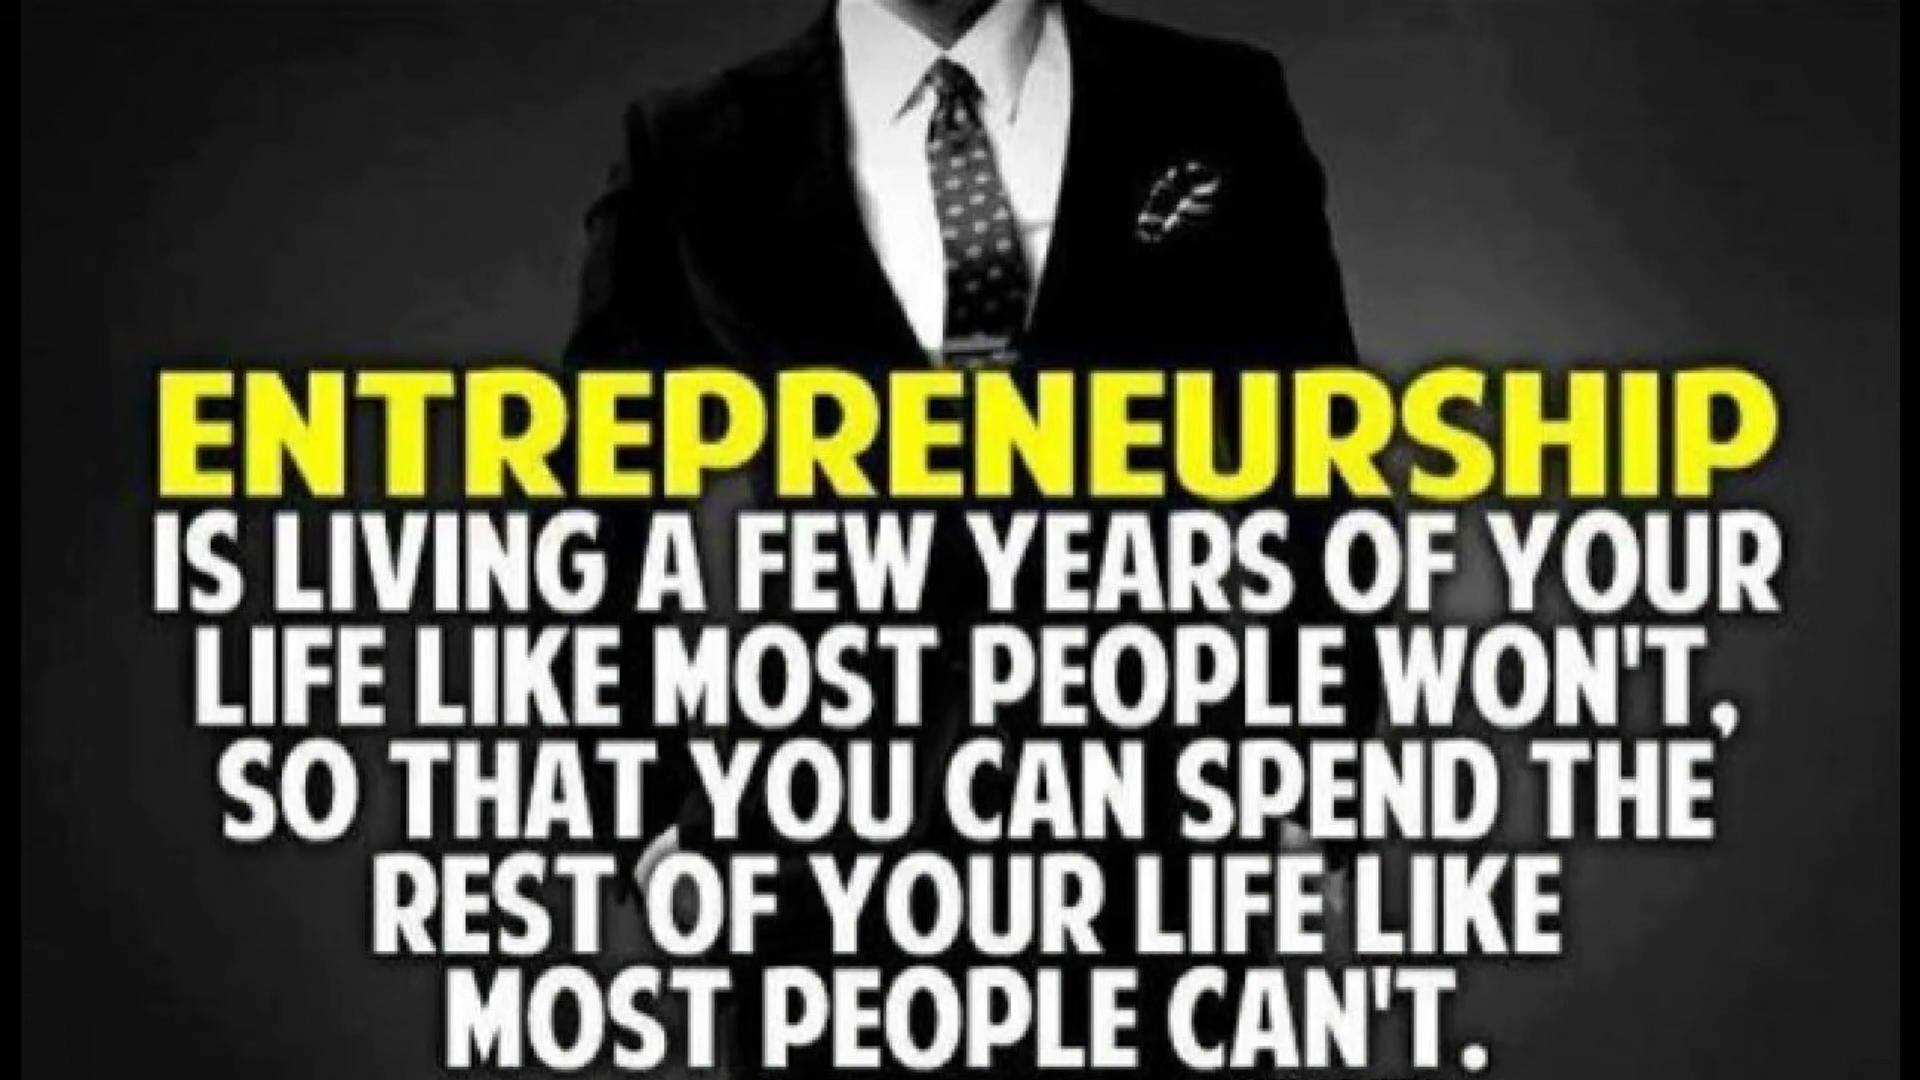 ENTREPRENEURSHIP
IS LIVING A FEW YEARS OF YOUR
LIFE LIKE MOST PEOPLE WON'T,
SO THAT YOU CAN SPEND THE
REST OF YOUR LIFE LIKE
MOST PEOPLE CAN'T.